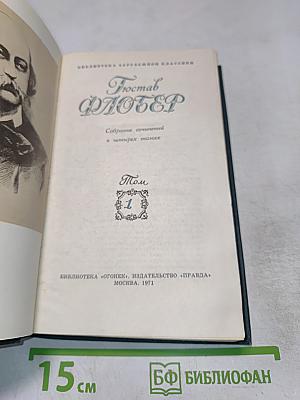 БИБЛИОТЕКА ЗАРУБЕЖНОЙ КЛАССИКИ
Гюстав
ФЛОБЕР
Собрание сочинений
в четырех томах
Том
1
БИБЛИОТЕКА «ОГОНЕК». ИЗДАТЕЛЬСТВО «ПРАВДА»
МОСКВА. 1971
15 см
БФ БИБЛИОФАН